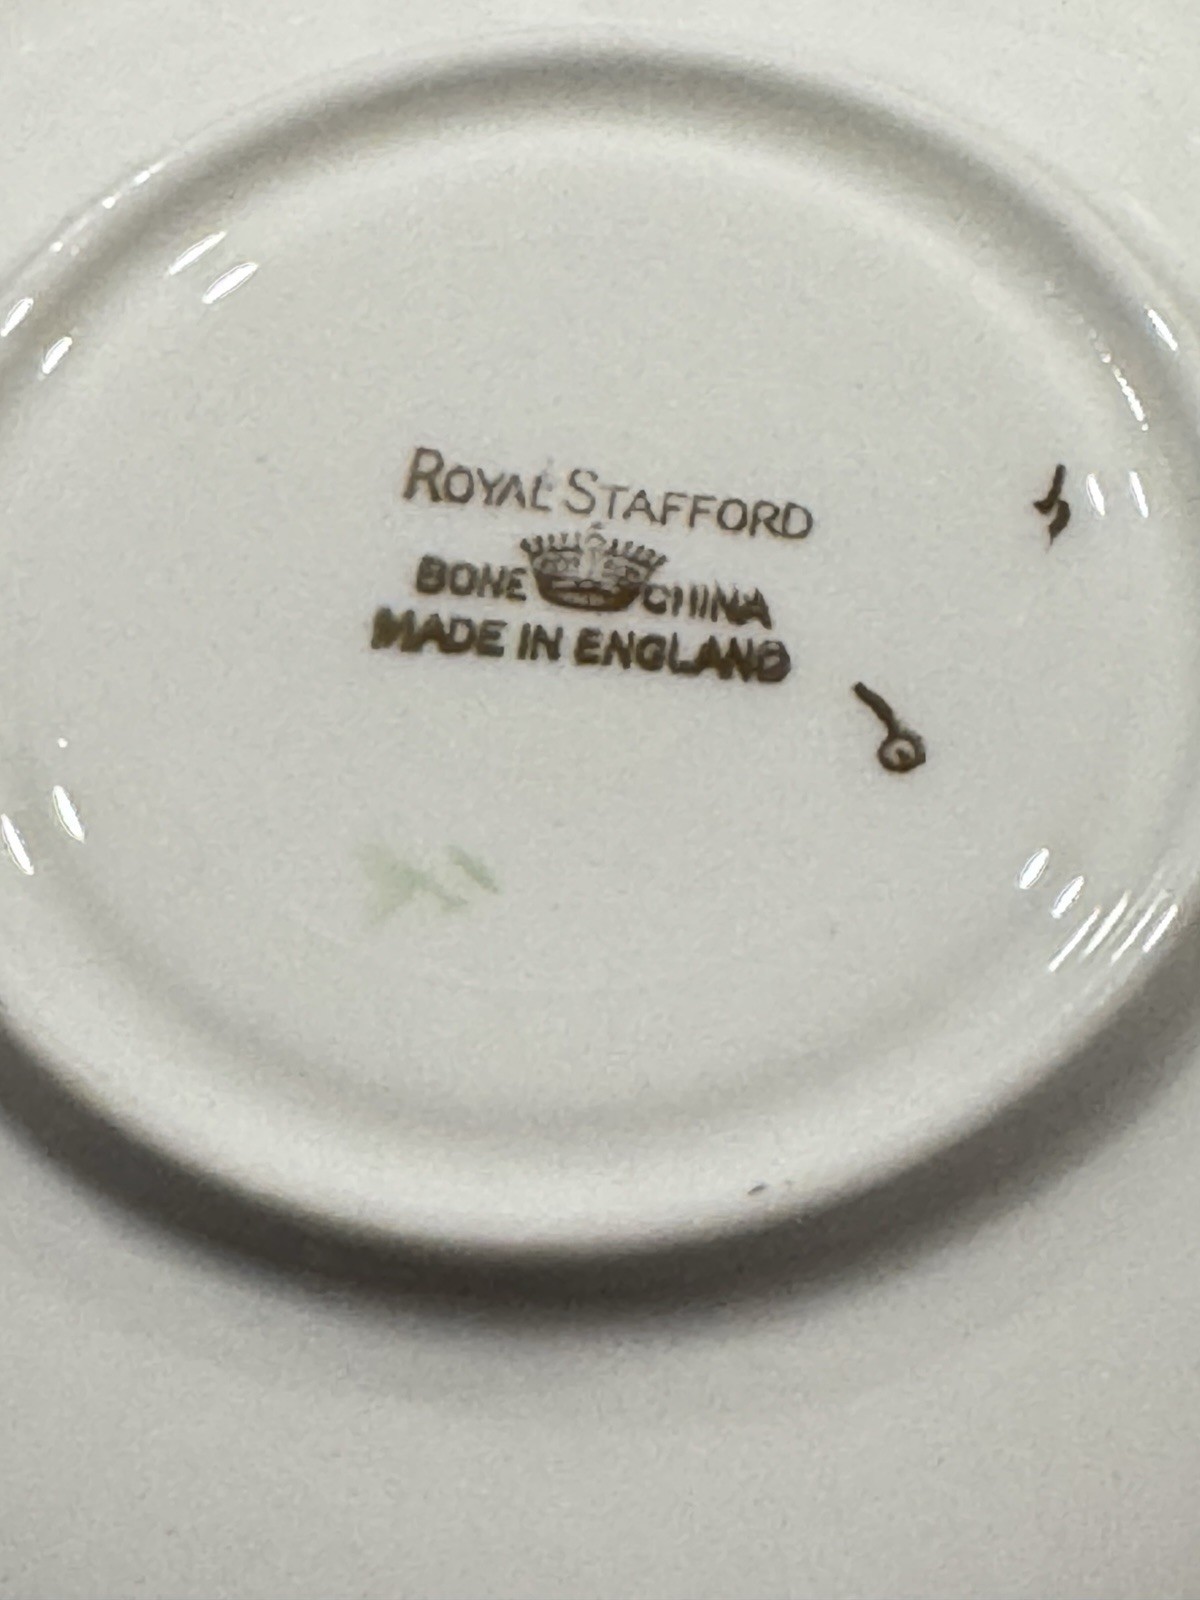 ROYAL STAFFORD
BONE CHINA
MADE IN ENGLAND